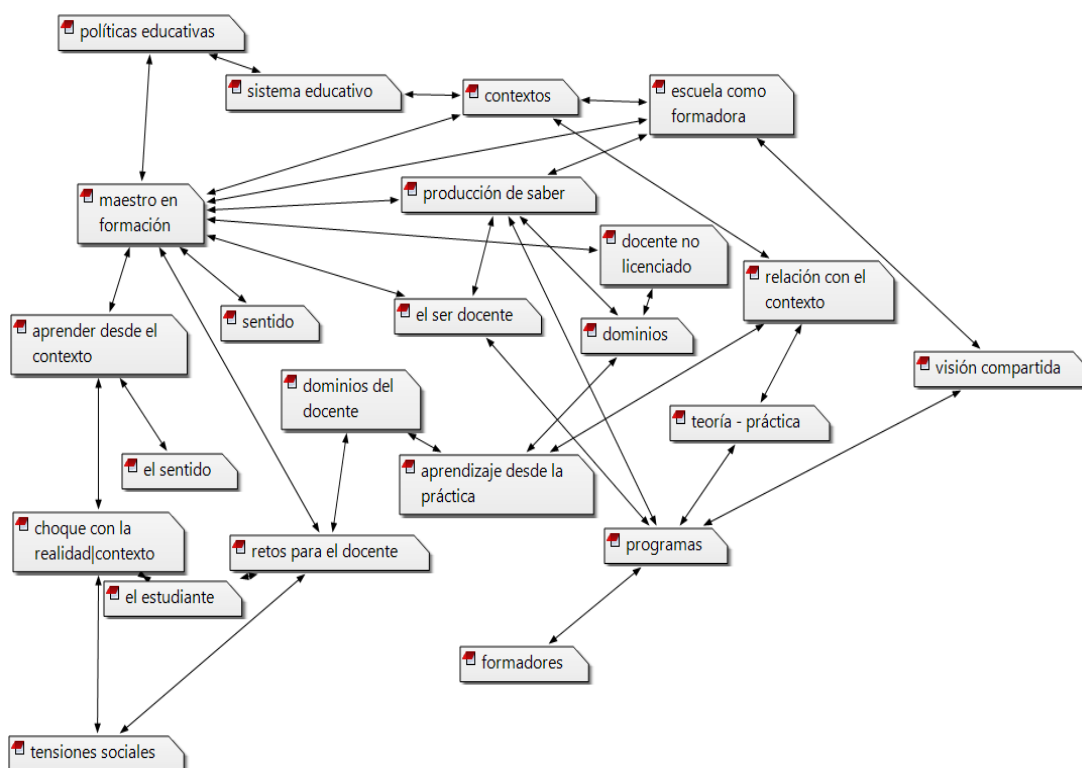 políticas educativas
sistema educativo
contextos
escuela como
formadora
maestro en
formación
producción de saber
docente no
licenciado
relación con el
contexto
aprender desde el
contexto
sentido
el ser docente
dominios
visión compartida
dominios del
docente
teoría - práctica
el sentido
aprendizaje desde la
práctica
choque con la
realidad|contexto
retos para el docente
programas
el estudiante
formadores
tensiones sociales